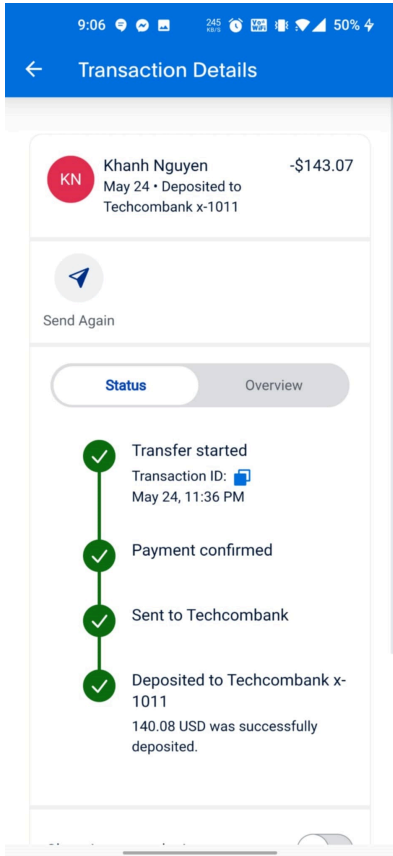 9:06
245 KB/S
Vo+ WiFi
50%
Transaction Details
KN
Khanh Nguyen
-$143.07
May 24 • Deposited to
Techcombank x-1011
Send Again
Status
Overview
Transfer started
Transaction ID:
May 24, 11:36 PM
Payment confirmed
Sent to Techcombank
Deposited to Techcombank x-
1011
140.08 USD was successfully
deposited.